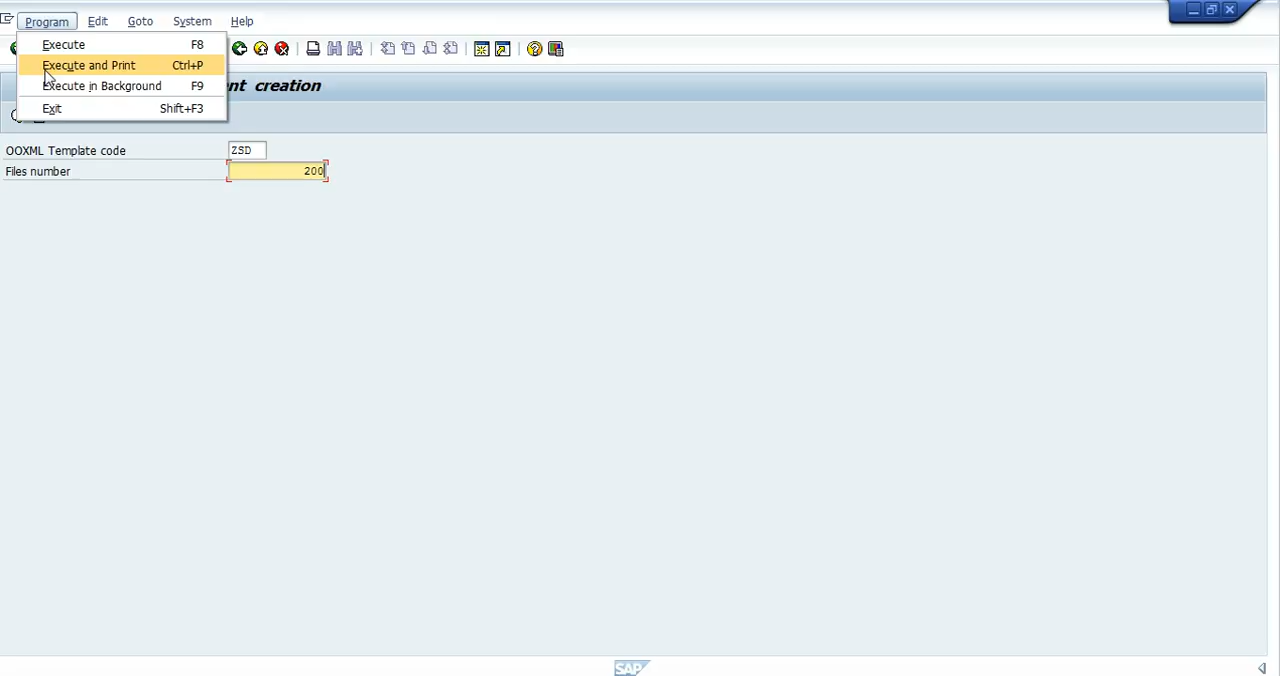 Program Edit Goto System Help
Execute F8
Execute and Print Ctrl+P
Execute in Background F9
Exit Shift+F3
creation
OOXML Template code ZSD
Files number 200
SAP